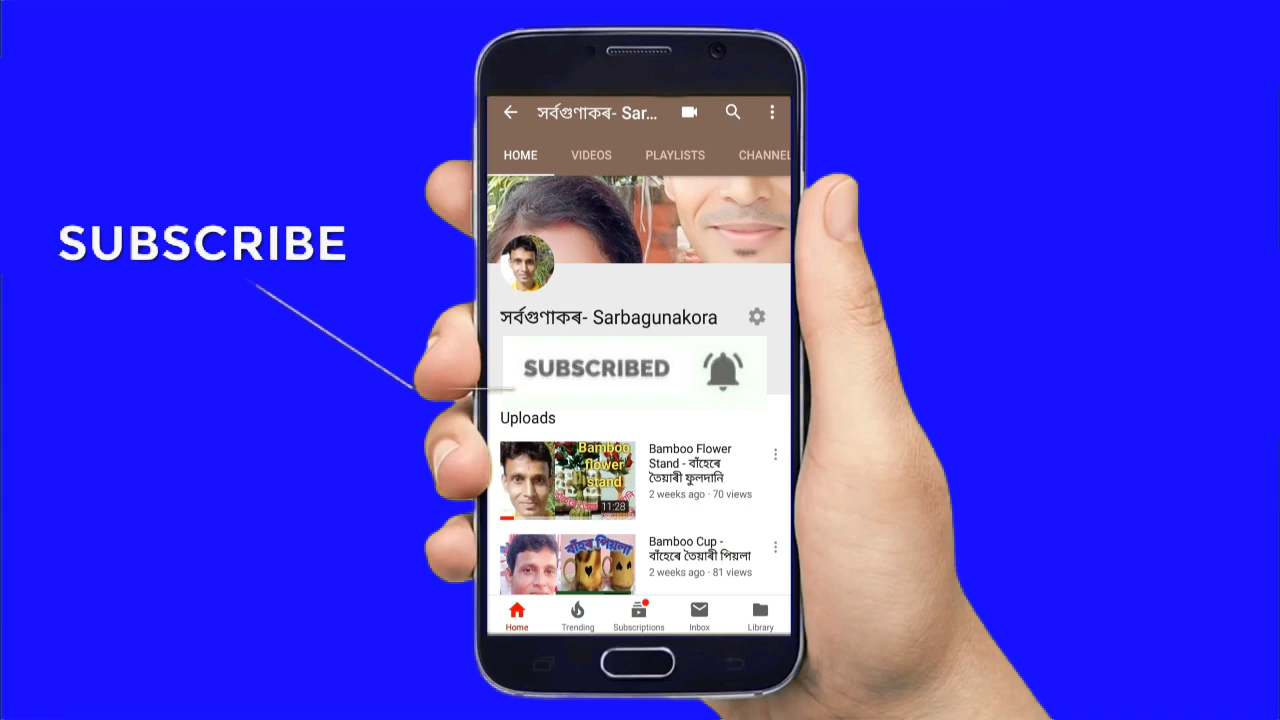 সৰ্বগুণাকৰ- Sar...
HOME VIDEOS PLAYLISTS CHANNEL
SUBSCRIBE
সৰ্বগুণাকৰ- Sarbagunakora
SUBSCRIBED
Uploads
Bamboo
flower
stand
11:28
Bamboo Flower
Stand - বাঁহেৰে
তৈয়াৰী ফুলদানি
2 weeks ago · 70 views
বাঁহৰ পিয়লা
Bamboo Cup -
বাঁহেৰে তৈয়াৰী পিয়লা
2 weeks ago · 81 views
Home Trending Subscriptions Inbox Library